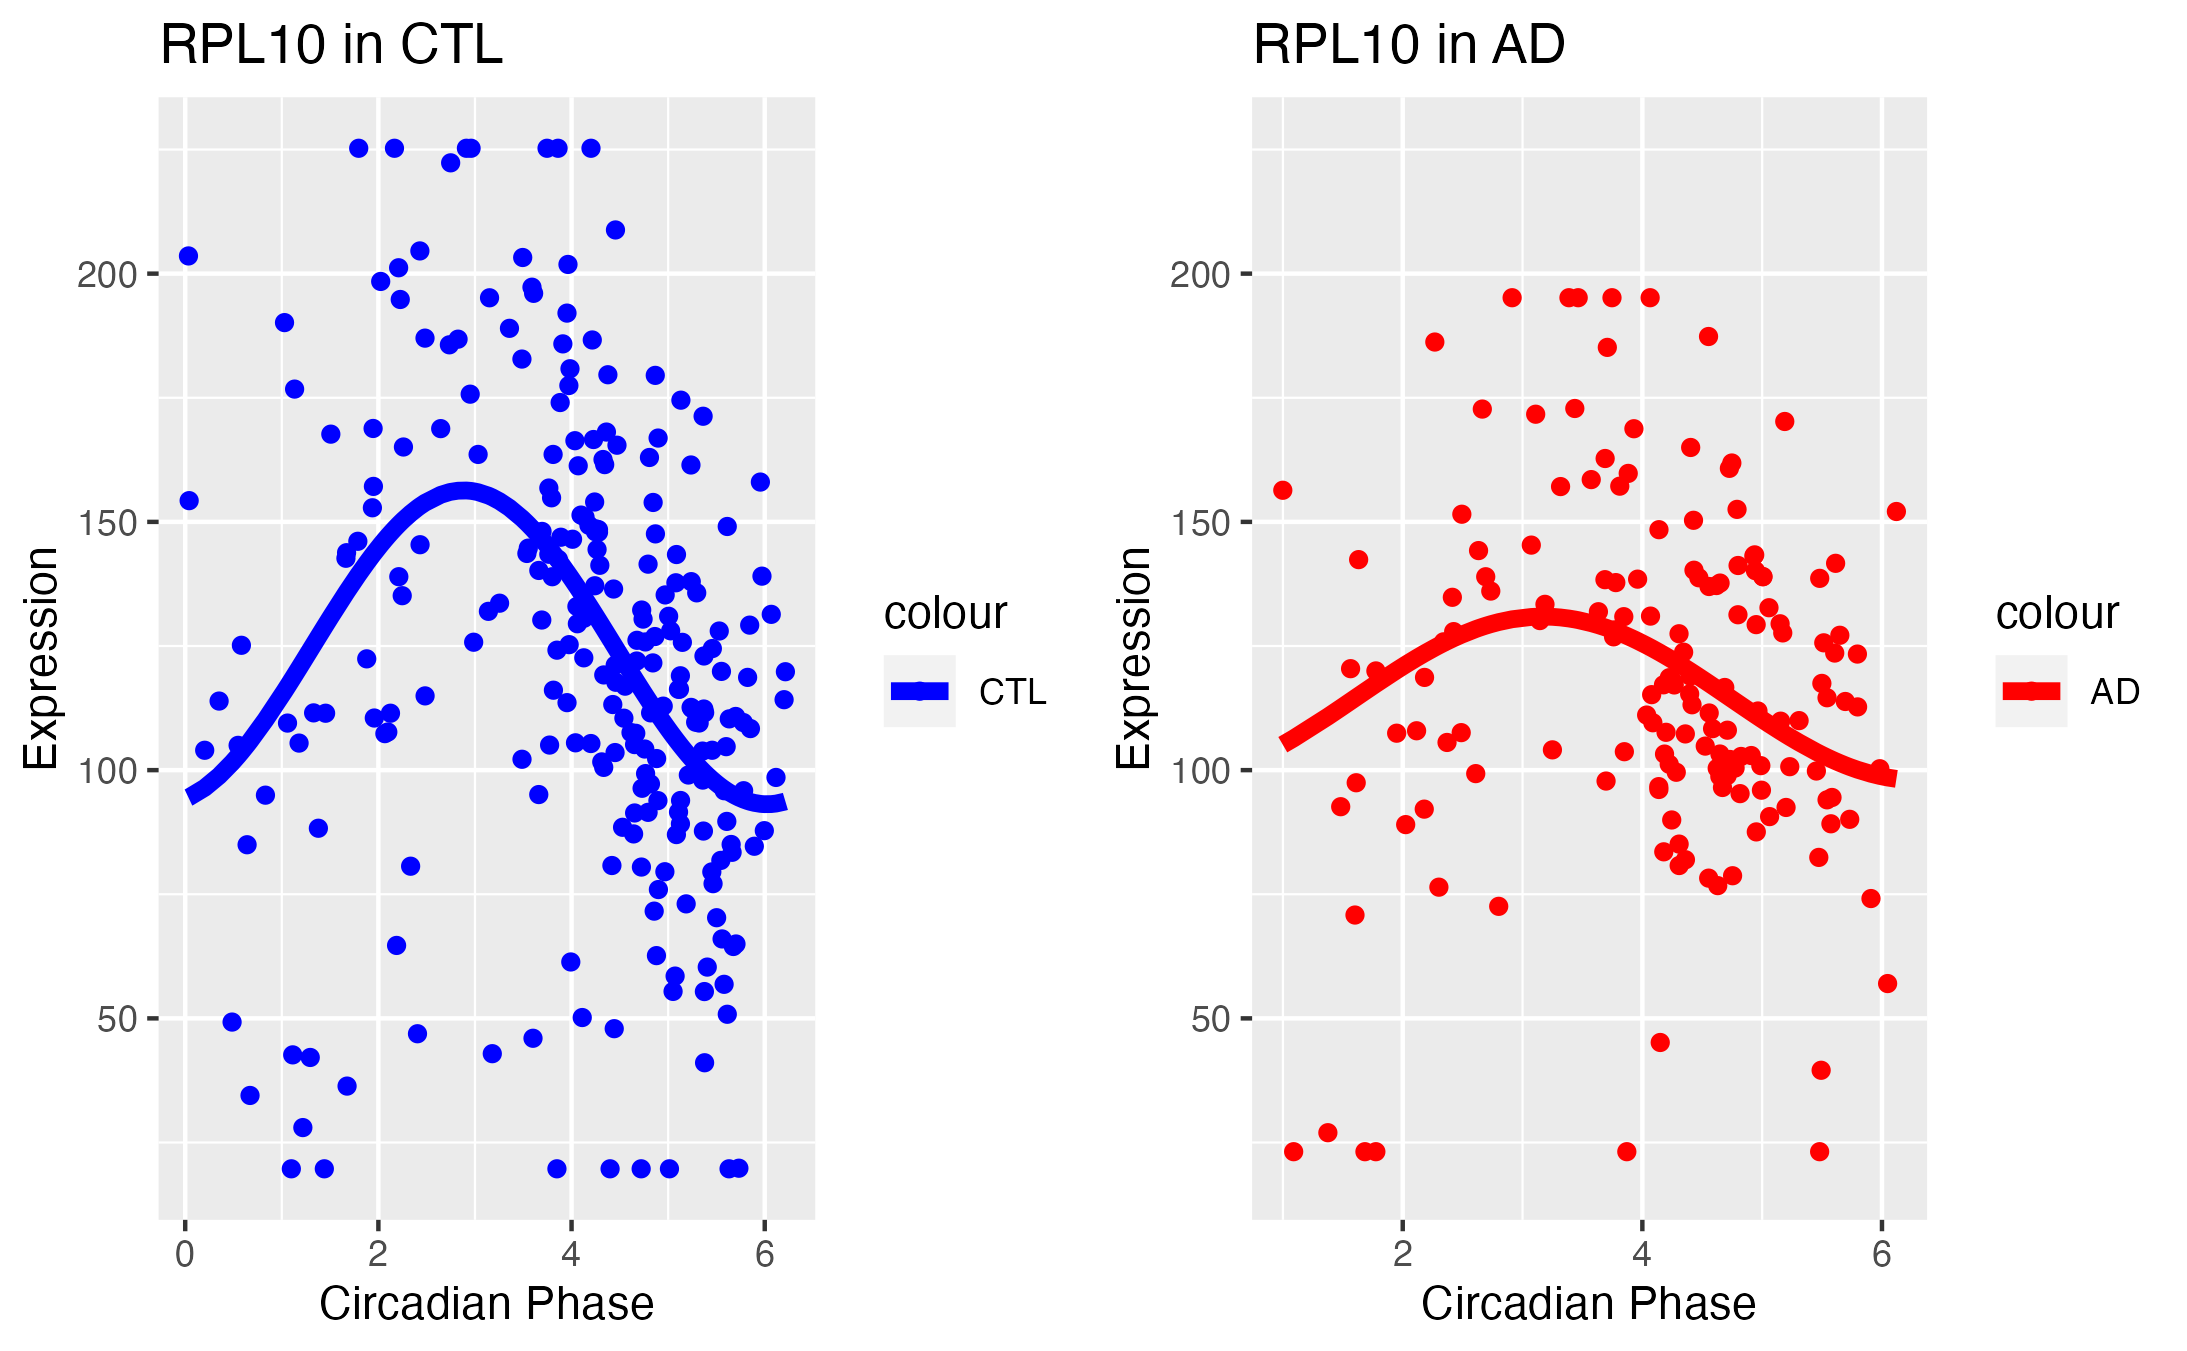 RPL10 in CTL
Expression
200
150
100
50
0 2 4 6
Circadian Phase
colour
CTL
RPL10 in AD
Expression
200
150
100
50
2 4 6
Circadian Phase
colour
AD